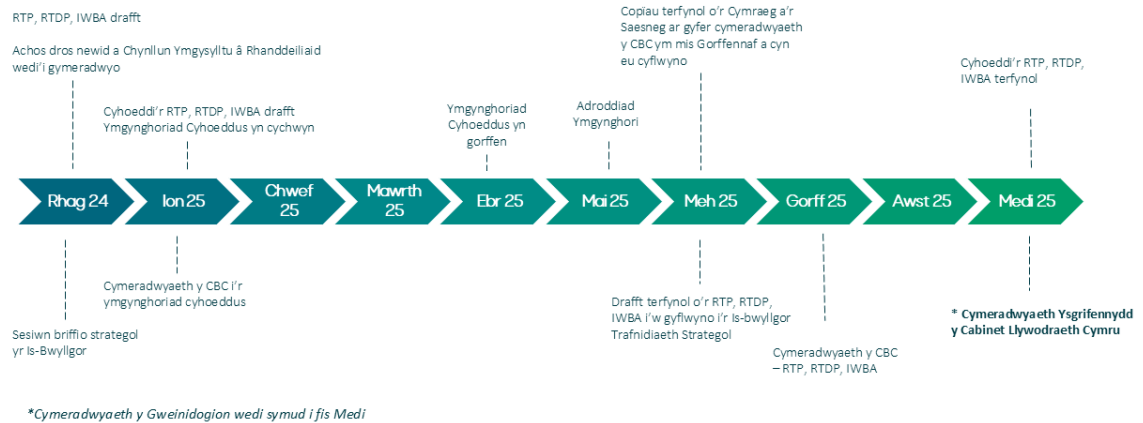 RTP, RTDP, IWBA drafft
Achos dros newid a Chynllun Ymgysylltu â Rhanddeiliaid
wedi'i gymeradwyo
Cyhoeddi'r RTP, RTDP, IWBA drafft
Ymgynghoriad Cyhoeddus yn cychwyn
Ymgynghoriad
Cyhoeddus yn
gorffen
Adroddiad
Ymgynghori
Copïau terfynol o'r Cymraeg a'r
Saesneg ar gyfer cymeradwyaeth
y CBC ym mis Gorffennaf a cyn
eu cyflwyno
Cyhoeddi'r RTP, RTDP,
IWBA terfynol
Rhag 24
Ion 25
Chwef
25
Mawrth
25
Ebr 25
Mai 25
Meh 25
Gorff 25
Awst 25
Medi 25
Sesiwn briffio strategol
yr Is-Bwyllgor
Cymeradwyaeth y CBC i'r
ymgynghoriad cyhoeddus
Drafft terfynol o'r RTP, RTDP,
IWBA i'w gyflwyno i'r Is-bwyllgor
Trafnidiaeth Strategol
Cymeradwyaeth y CBC
– RTP, RTDP, IWBA
* Cymeradwyaeth Ysgrifennydd
y Cabinet Llywodraeth Cymru
*Cymeradwyaeth y Gweinidogion wedi symud i fis Medi